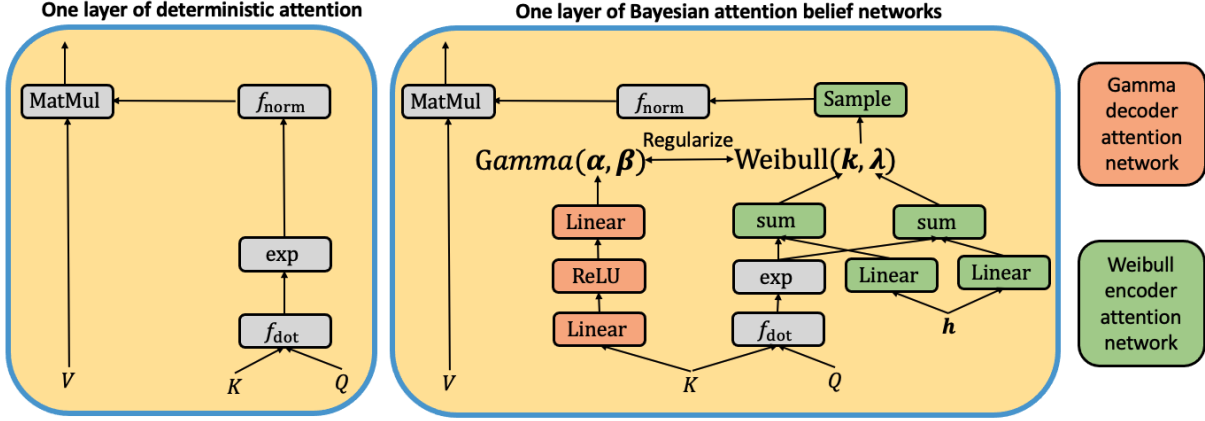 One layer of deterministic attention
MatMul
f_norm
exp
f_dot
V
K
Q
One layer of Bayesian attention belief networks
MatMul
f_norm
Sample
Gamma(α, β)
Regularize
Weibull(k, λ)
Linear
sum
sum
ReLU
exp
Linear
Linear
Linear
f_dot
h
V
K
Q
Gamma
decoder
attention
network
Weibull
encoder
attention
network